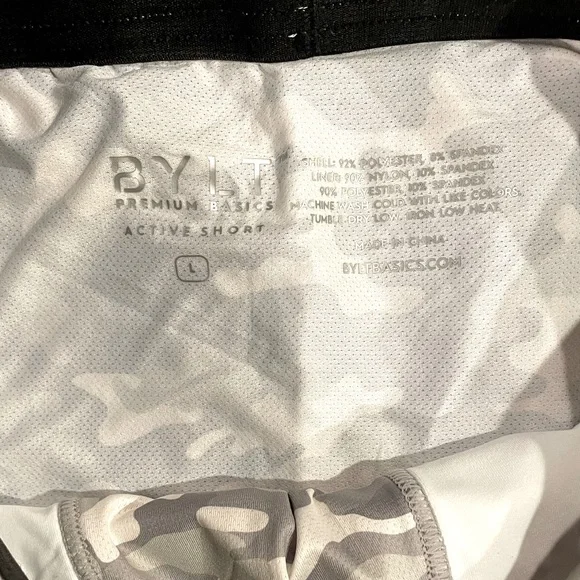 BYLT
PREMIUM BASICS
ACTIVE SHORT
L
SHELL: 92% POLYESTER, 8% SPANDEX
LINER: 90% NYLON, 10% SPANDEX
90% POLYESTER, 10% SPANDEX
MACHINE WASH COLD WITH LIKE COLORS.
TUMBLE DRY LOW, IRON LOW HEAT.
MADE IN CHINA
BYLTBASICS.COM